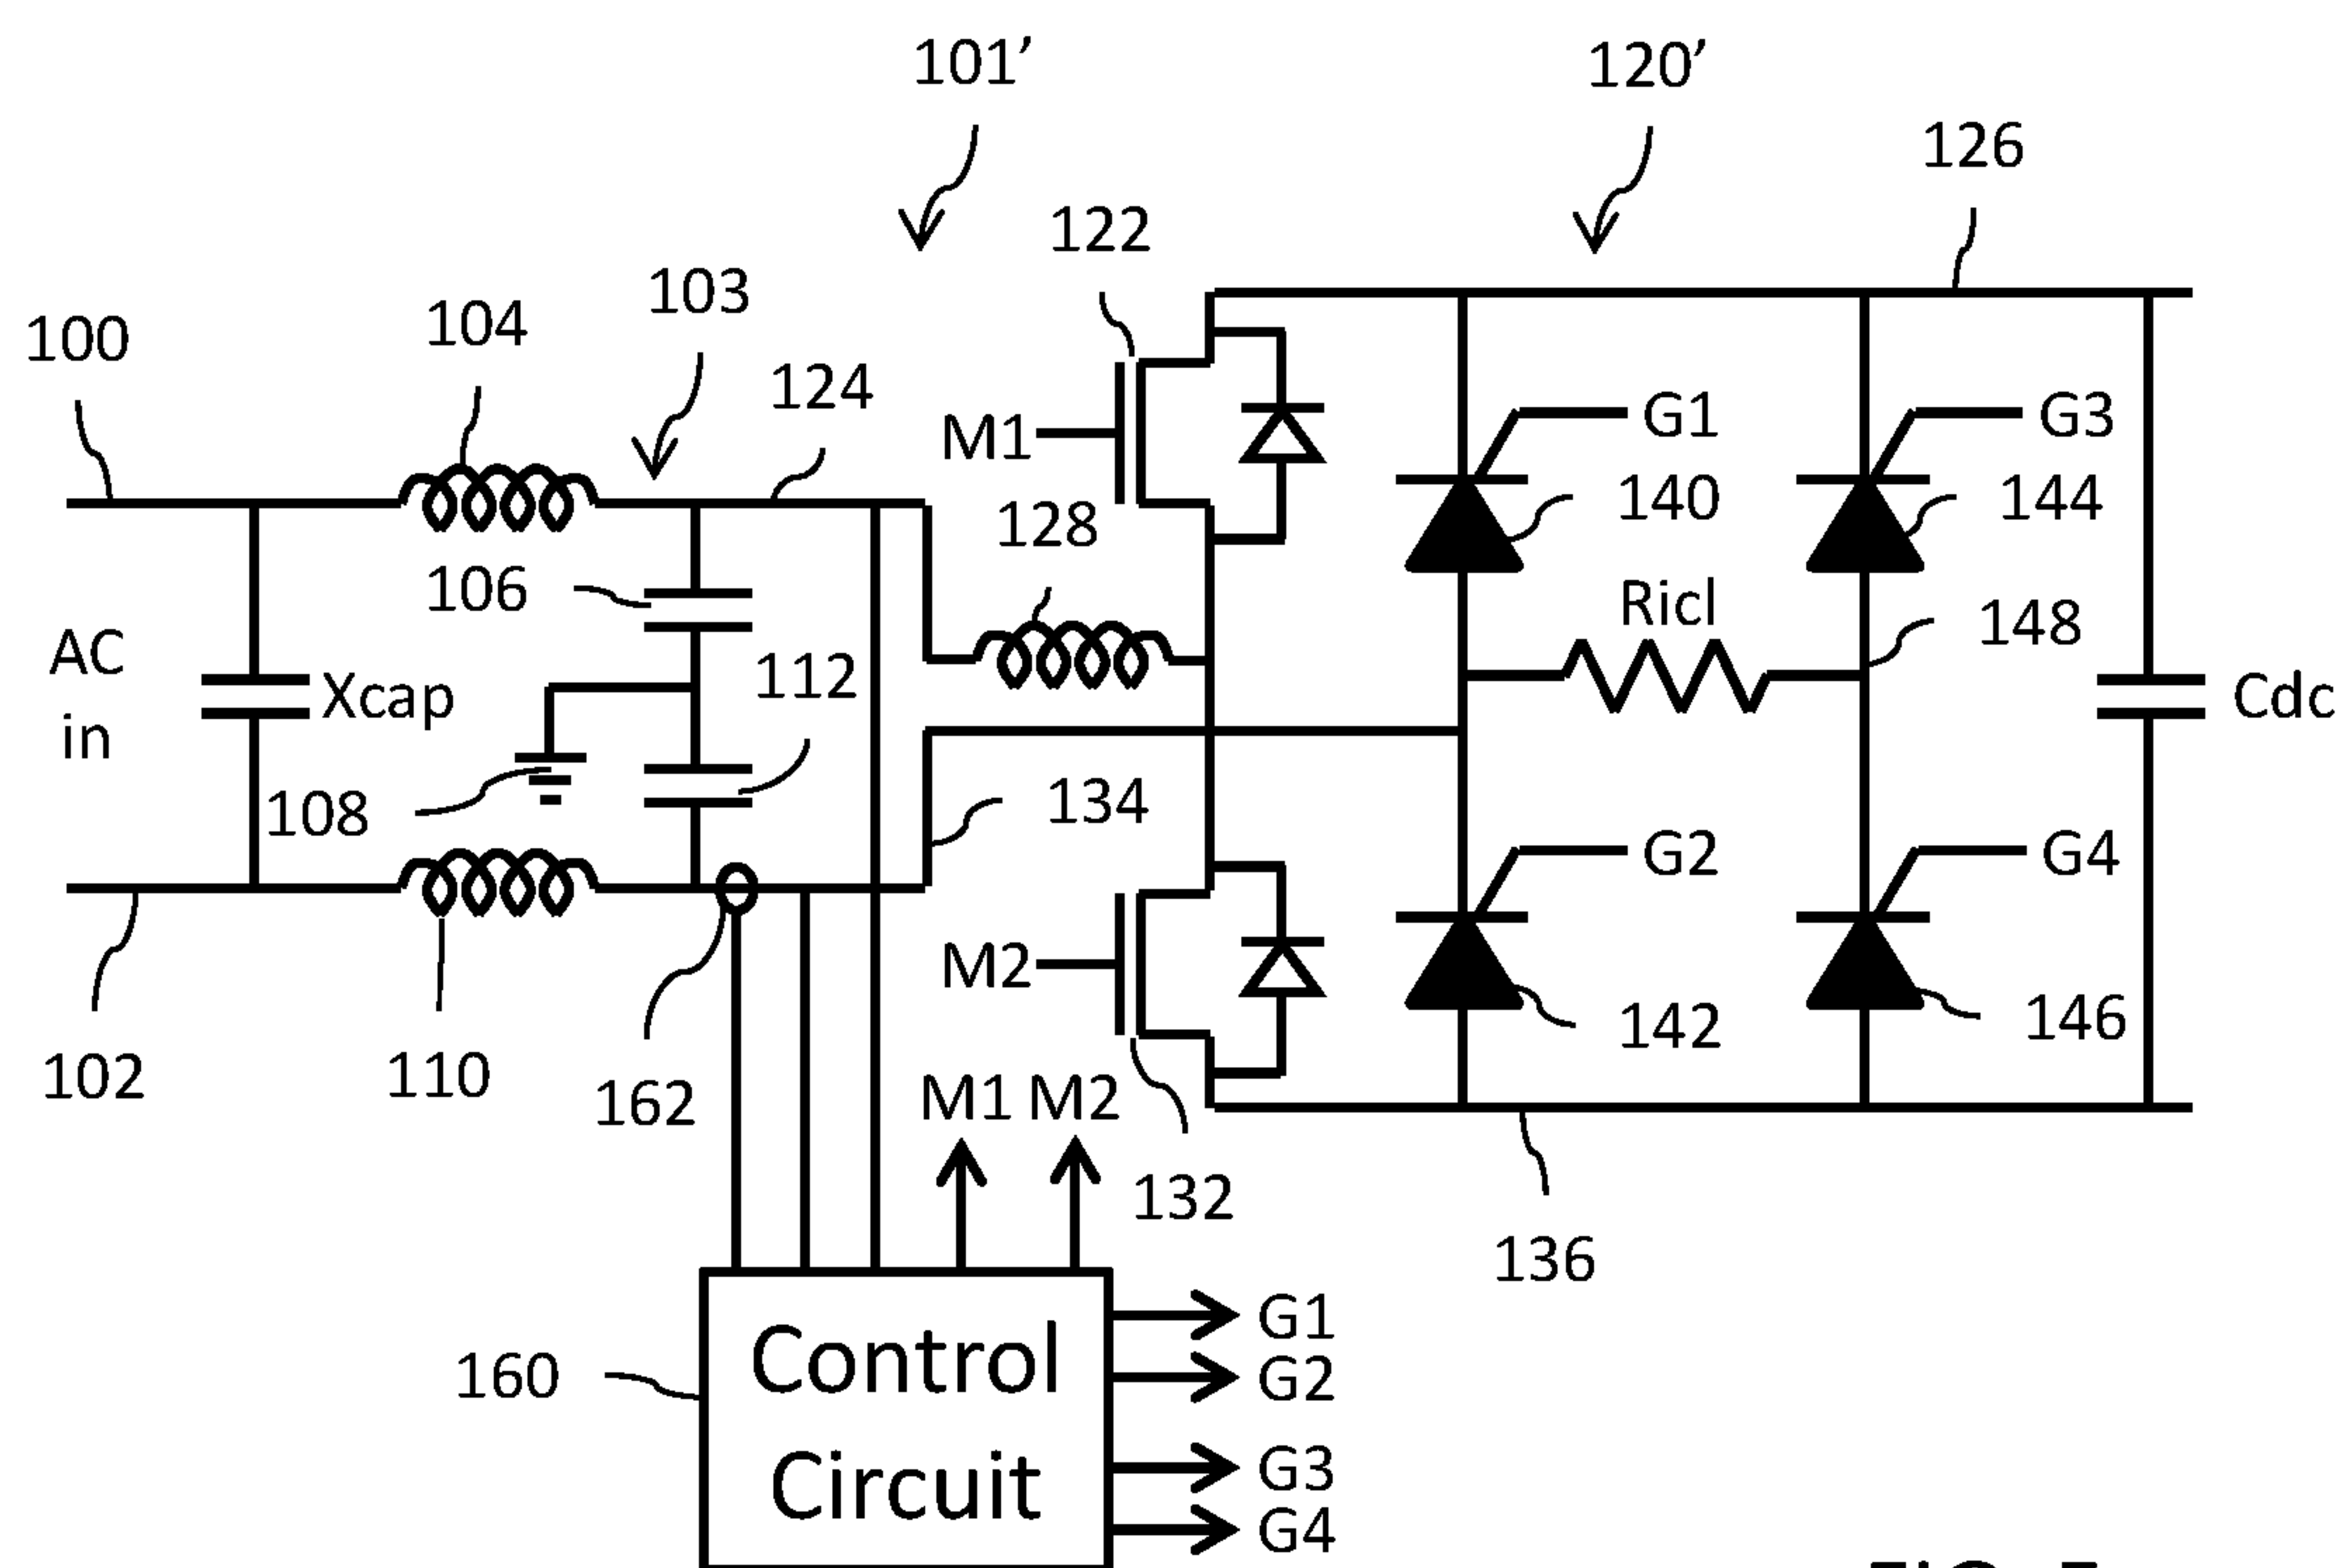 101’
120’
126
122
103
104
100
124
M1
G1
G3
128
140
144
106
Ricl
148
AC
in
Xcap
112
Cdc
108
134
G2
G4
M2
142
146
102
110
162
M1 M2
132
136
160
Control
Circuit
G1
G2
G3
G4